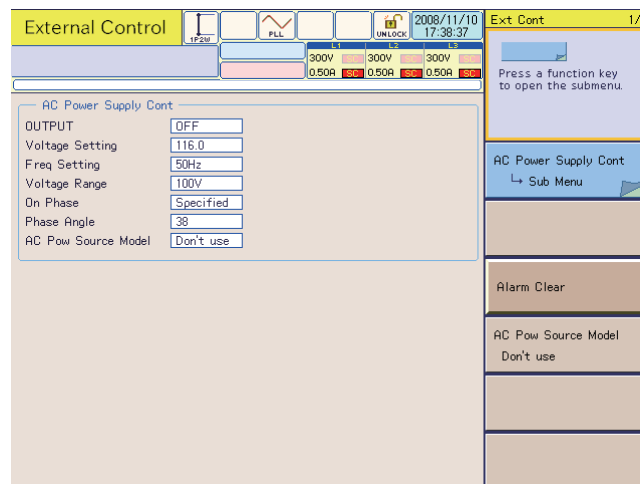 External Control
1P2W
PLL
UNLOCK
2008/11/10
17:38:37
L1 L2 L3
300V SC 300V SC 300V SC
0.50A SC 0.50A SC 0.50A SC
AC Power Supply Cont
OUTPUT OFF
Voltage Setting 116.0
Freq Setting 50Hz
Voltage Range 100V
On Phase Specified
Phase Angle 38
AC Pow Source Model Don't use
Ext Cont 1/
Press a function key
to open the submenu.
AC Power Supply Cont
↳ Sub Menu
Alarm Clear
AC Pow Source Model
Don't use